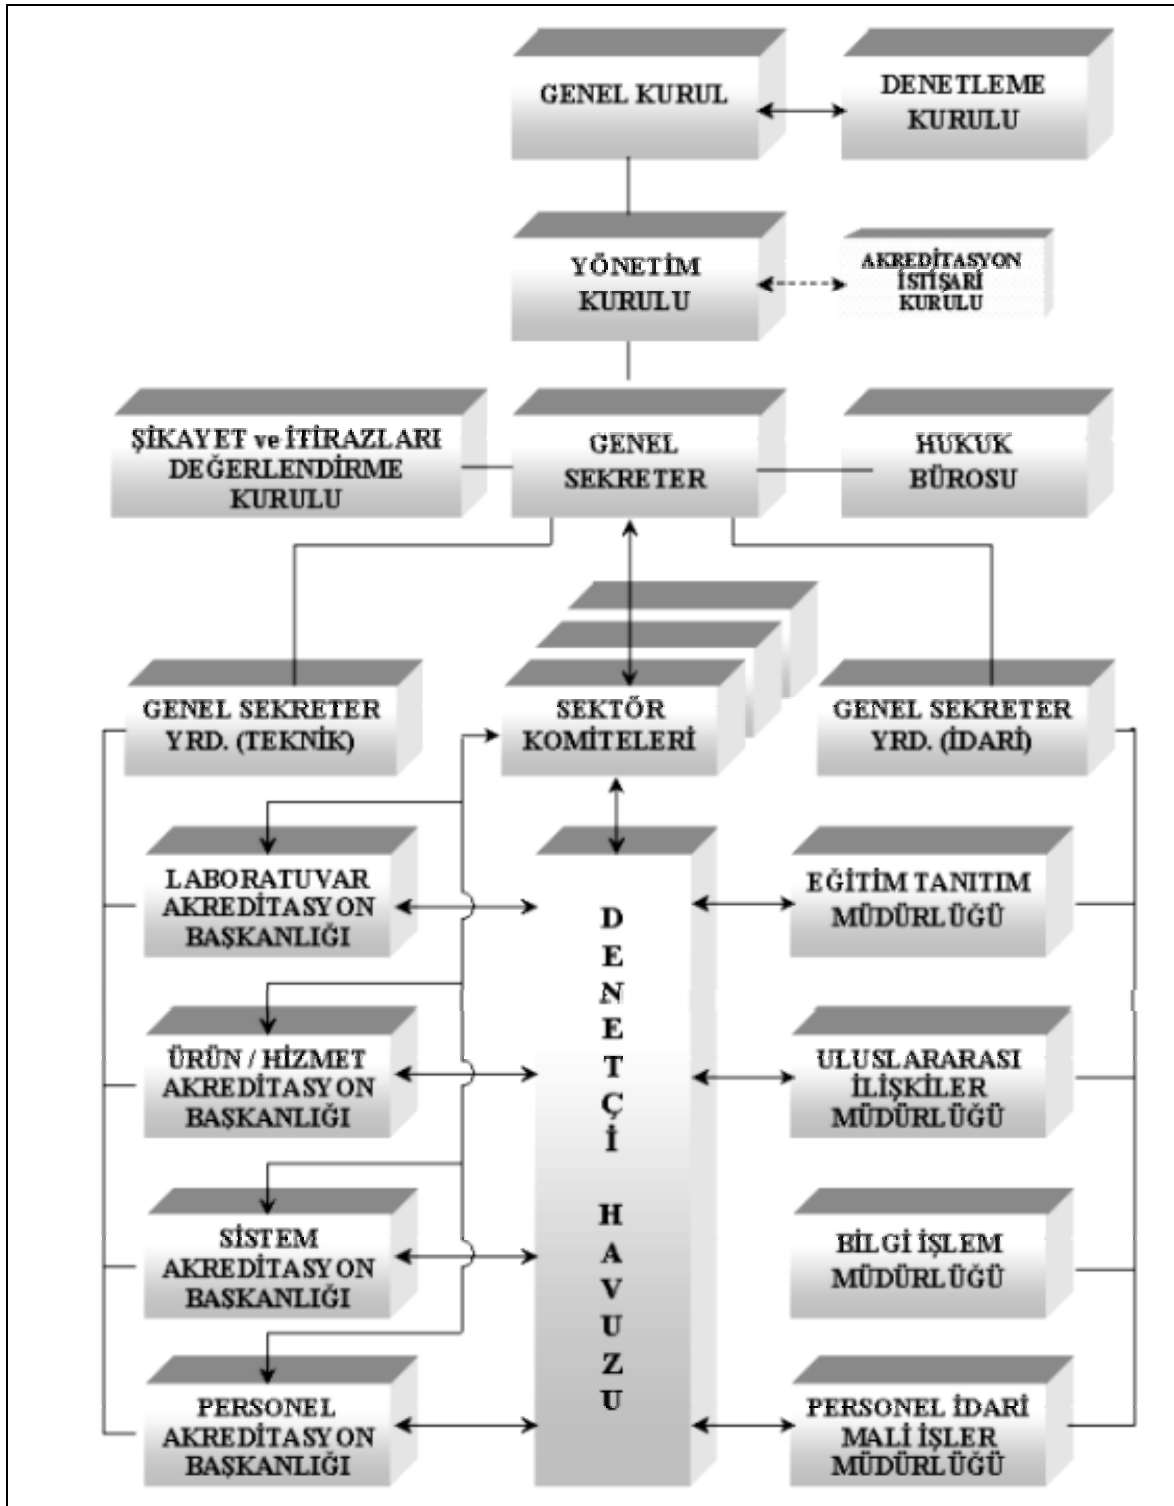 GENEL KURUL
DENETLEME
KURULU
YÖNETİM
KURULU
AKREDİTASYON
İSTİŞARİ
KURULU
ŞİKAYET ve İTİRAZLARI
DEĞERLENDİRME
KURULU
GENEL
SEKRETER
HUKUK
BÜROSU
GENEL SEKRETER
YRD. (TEKNİK)
SEKTÖR
KOMİTELERİ
GENEL SEKRETER
YRD. (İDARİ)
LABORATUVAR
AKREDİTASYON
BAŞKANLIĞI
ÜRÜN / HİZMET
AKREDİTASYON
BAŞKANLIĞI
SİSTEM
AKREDİTASYON
BAŞKANLIĞI
PERSONEL
AKREDİTASYON
BAŞKANLIĞI
DENETÇİ HAVUZU
EĞİTİM TANITIM
MÜDÜRLÜĞÜ
ULUSLARARASI
İLİŞKİLER
MÜDÜRLÜĞÜ
BİLGİ İŞLEM
MÜDÜRLÜĞÜ
PERSONEL İDARİ
MALİ İŞLER
MÜDÜRLÜĞÜ